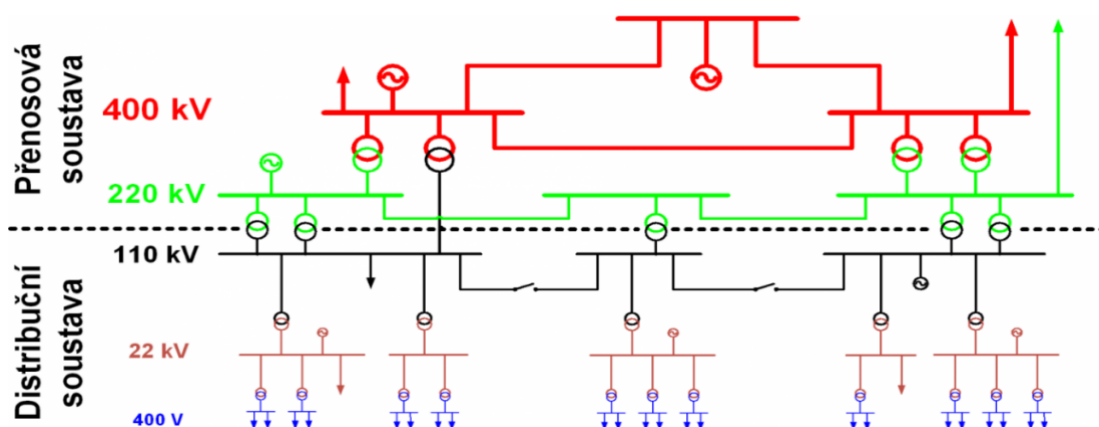 Přenosová
soustava
400 kV
220 kV
110 kV
Distribuční
soustava
22 kV
400 V